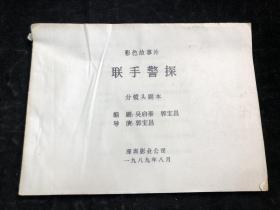 彩色故事片
联手警探
分镜头剧本
编剧:吴启泰 郭宝昌
导演:郭宝昌
深圳影业公司
一九八九年八月